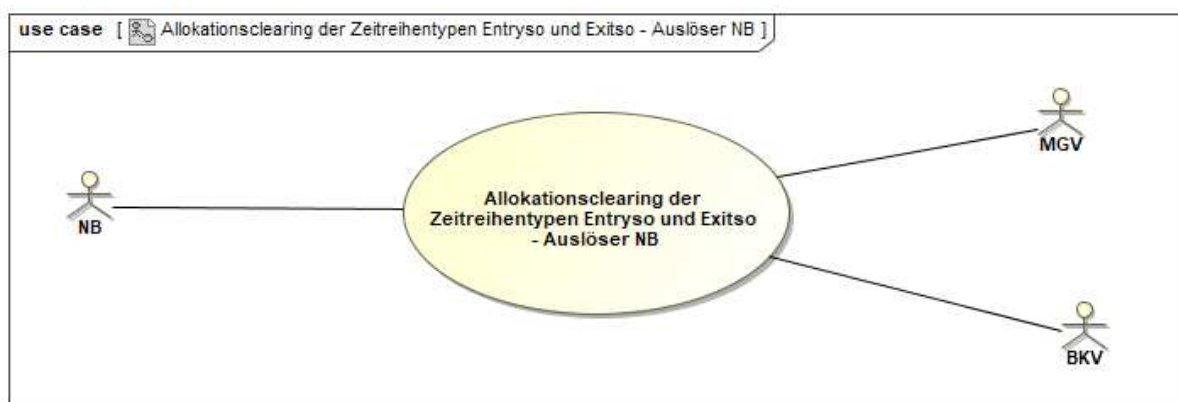 use case [ Allokationsclearing der Zeitreihentypen Entryso und Exitso - Auslöser NB ]
MGV
Allokationsclearing der
Zeitreihentypen Entryso und Exitso
- Auslöser NB
NB
BKV